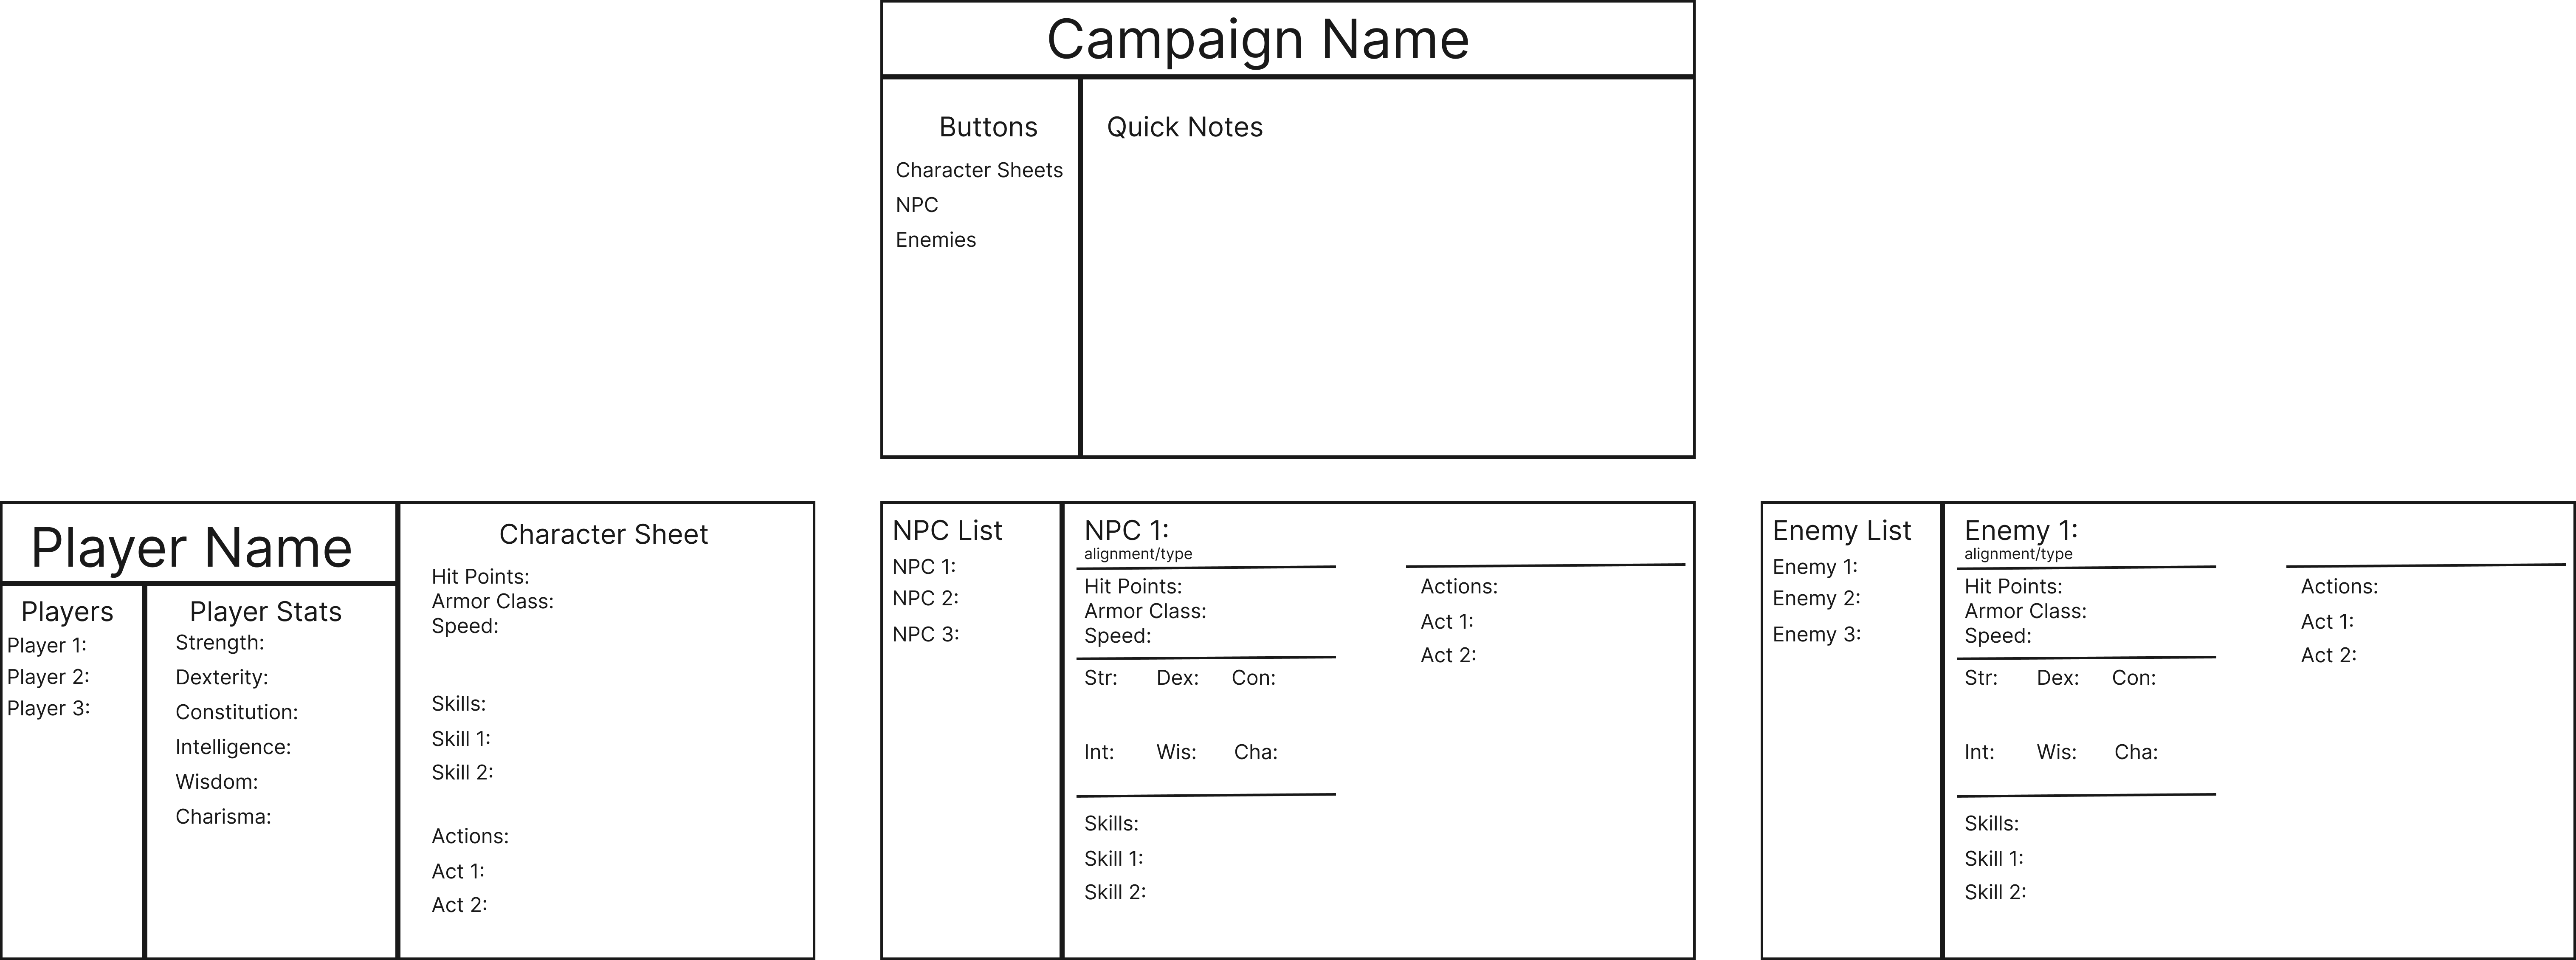 Campaign Name
Buttons
Character Sheets
NPC
Enemies
Quick Notes
Player Name
Players
Player 1:
Player 2:
Player 3:
Player Stats
Strength:
Dexterity:
Constitution:
Intelligence:
Wisdom:
Charisma:
Character Sheet
Hit Points:
Armor Class:
Speed:
Skills:
Skill 1:
Skill 2:
Actions:
Act 1:
Act 2:
NPC List
NPC 1:
NPC 2:
NPC 3:
NPC 1:
alignment/type
Hit Points:
Armor Class:
Speed:
Str: Dex: Con:
Int: Wis: Cha:
Skills:
Skill 1:
Skill 2:
Actions:
Act 1:
Act 2:
Enemy List
Enemy 1:
Enemy 2:
Enemy 3:
Enemy 1:
alignment/type
Hit Points:
Armor Class:
Speed:
Str: Dex: Con:
Int: Wis: Cha:
Skills:
Skill 1:
Skill 2:
Actions:
Act 1:
Act 2: